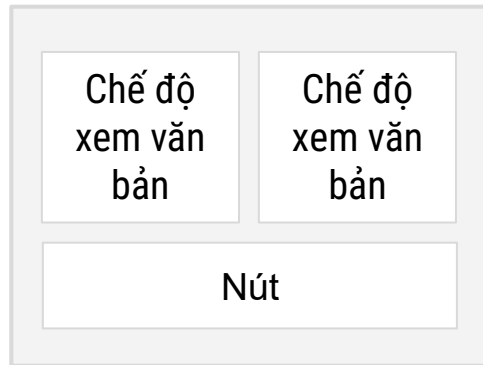 Chế độ
xem văn
bản
Chế độ
xem văn
bản
Nút